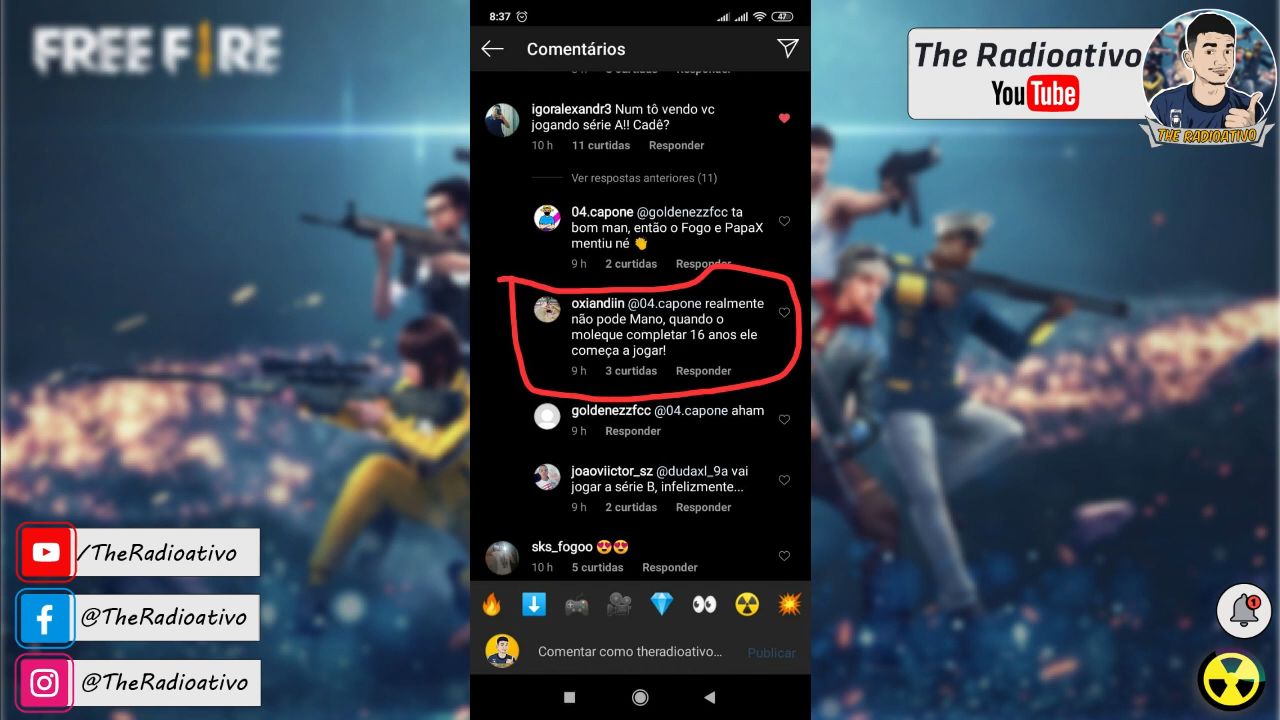 FREE FIRE
The Radioativo
YouTube
THE RADIOATIVO
8:37
47
Comentários
Responder
igoralexandr3 Num tô vendo vc
jogando série A!! Cadê?
10 h 11 curtidas Responder
Ver respostas anteriores (11)
04.capone @goldenezzfcc ta
bom man, então o Fogo e PapaX
mentiu né 👏
9 h 2 curtidas Responder
oxiandiin @04.capone realmente
não pode Mano, quando o
moleque completar 16 anos ele
começa a jogar!
9 h 3 curtidas Responder
goldenezzfcc @04.capone aham
9 h Responder
joaoviictor_sz @dudaxl_9a vai
jogar a série B, infelizmente...
9 h 2 curtidas Responder
sks_fogoo 😍😍
10 h 5 curtidas Responder
🔥 ⬇️ 🎮 🎥 💎 👀 ☢️ 💥
Comentar como theradioativo... Publicar
/TheRadioativo
@TheRadioativo
@TheRadioativo
1